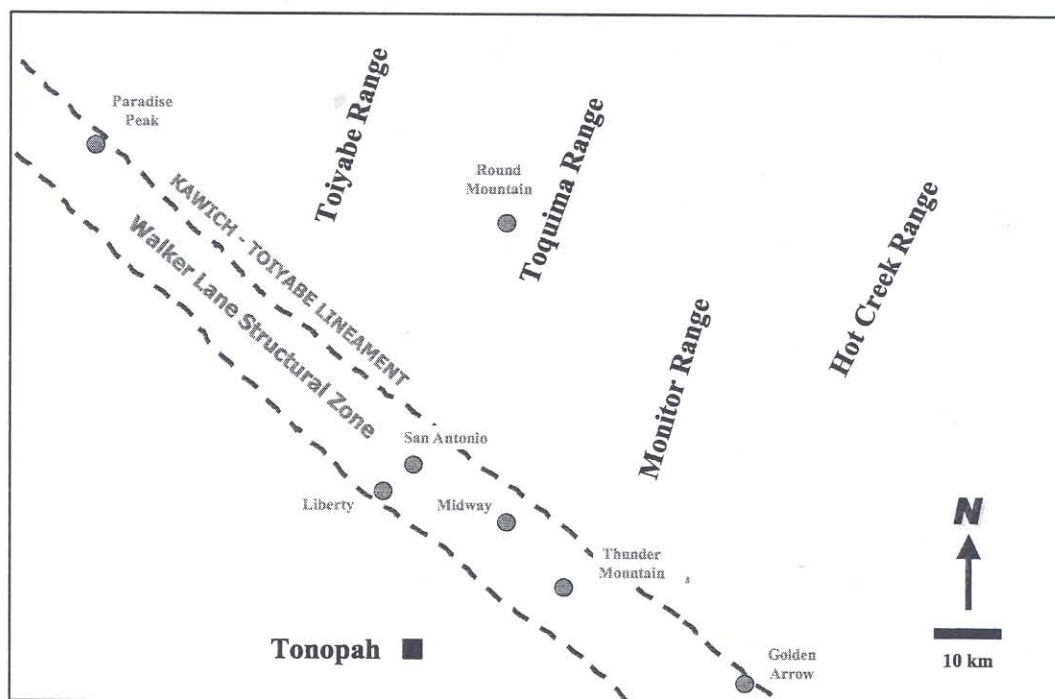 Paradise
Peak
Toiyabe Range
Toquima Range
Round
Mountain
KAWICH - TOIYABE LINEAMENT
Walker Lane Structural Zone
Hot Creek Range
Monitor Range
San Antonio
Liberty
Midway
Thunder
Mountain
N
10 km
Tonopah
Golden
Arrow